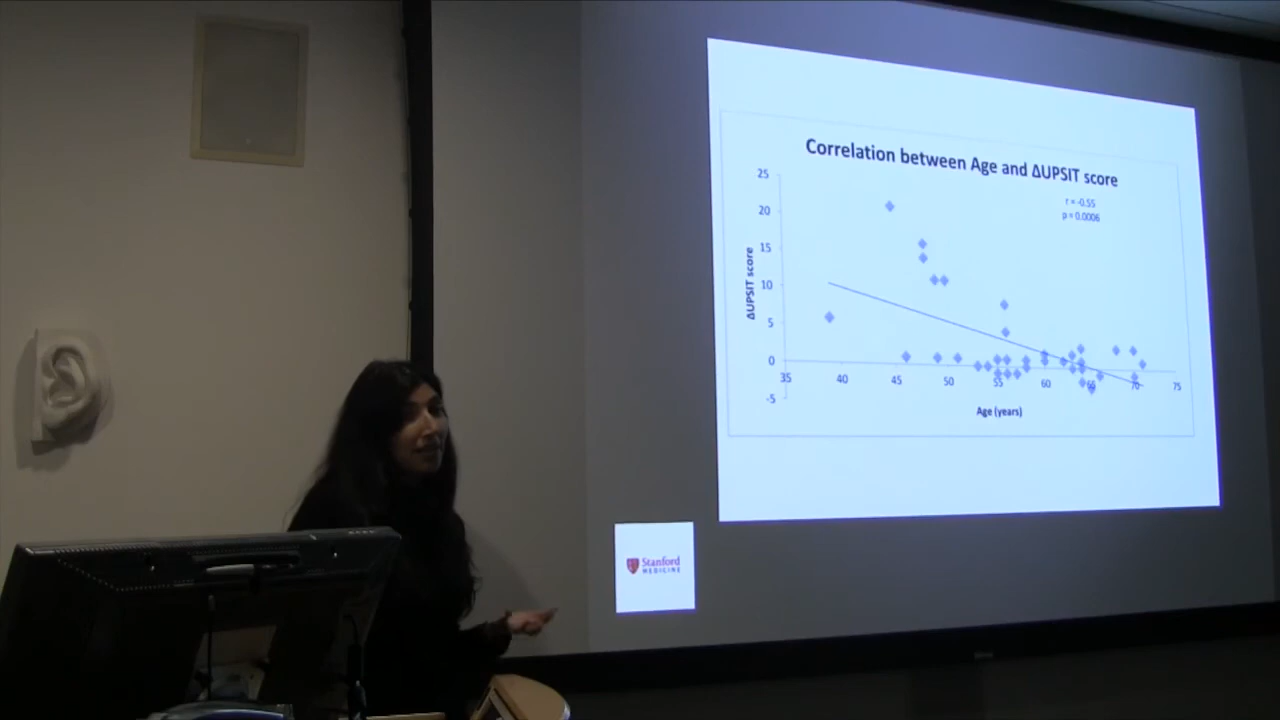 Correlation between Age and ΔUPSIT score
r = -0.55
p = 0.0006
25
20
15
10
5
0
-5
ΔUPSIT score
35 40 45 50 55 60 65 70 75
Age (years)
Stanford
MEDICINE